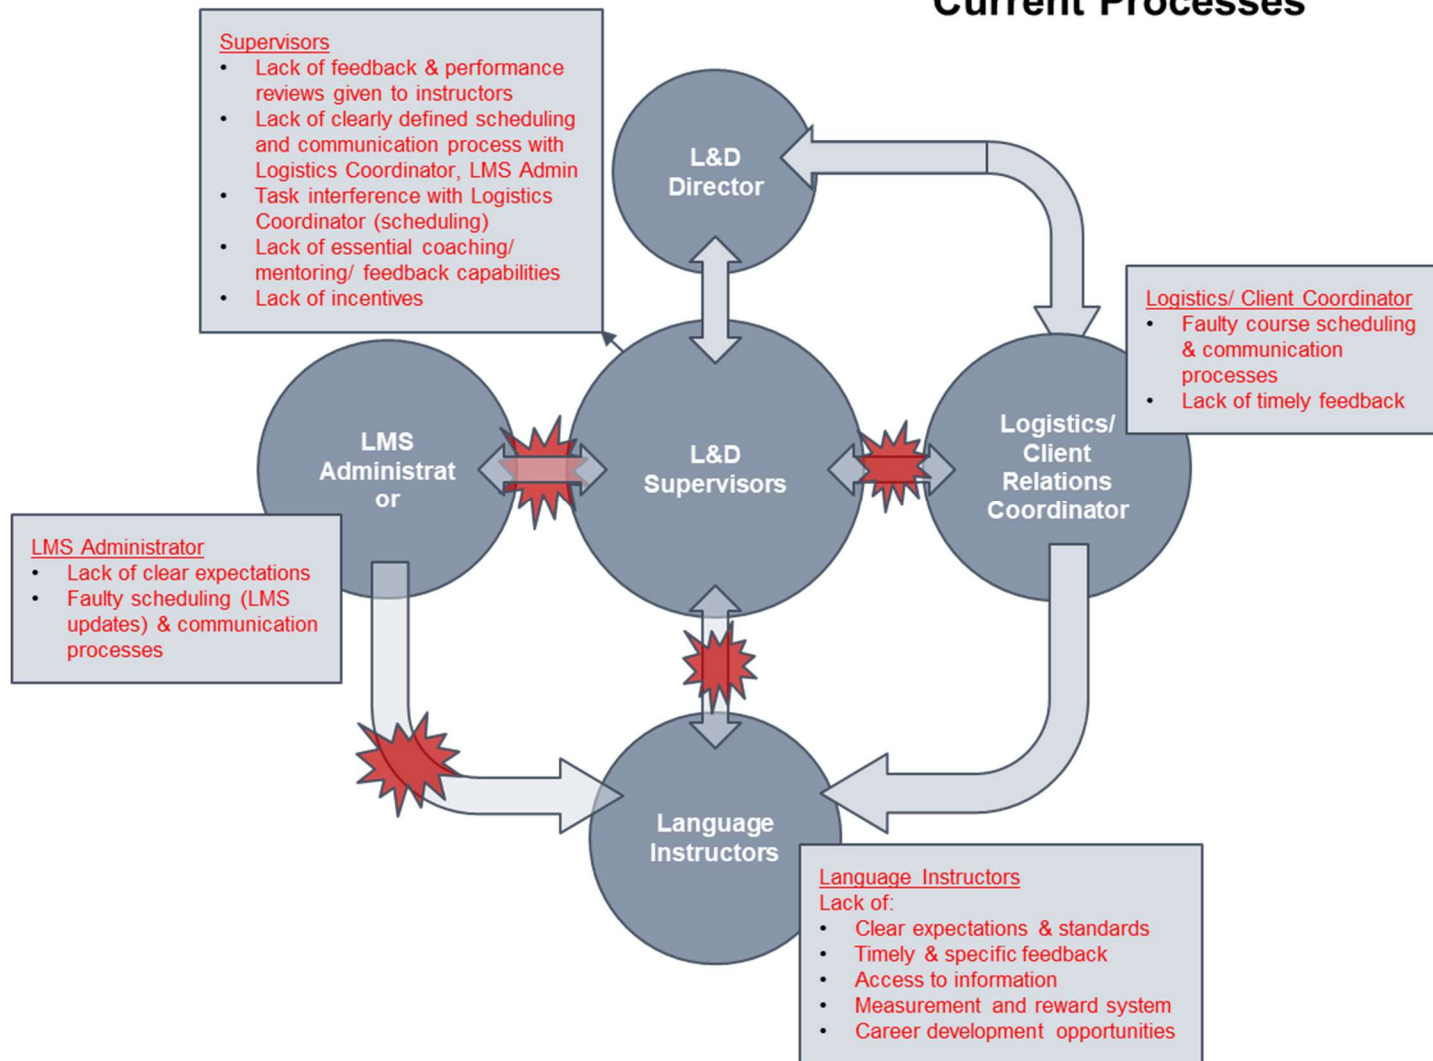 Current Processes
Supervisors
• Lack of feedback & performance
reviews given to instructors
• Lack of clearly defined scheduling
and communication process with
Logistics Coordinator, LMS Admin
• Task interference with Logistics
Coordinator (scheduling)
• Lack of essential coaching/
mentoring/ feedback capabilities
• Lack of incentives
L&D
Director
Logistics/ Client Coordinator
• Faulty course scheduling
& communication
processes
• Lack of timely feedback
LMS
Administrat
or
L&D
Supervisors
Logistics/
Client
Relations
Coordinator
LMS Administrator
• Lack of clear expectations
• Faulty scheduling (LMS
updates) & communication
processes
Language
Instructors
Language Instructors
Lack of:
• Clear expectations & standards
• Timely & specific feedback
• Access to information
• Measurement and reward system
• Career development opportunities